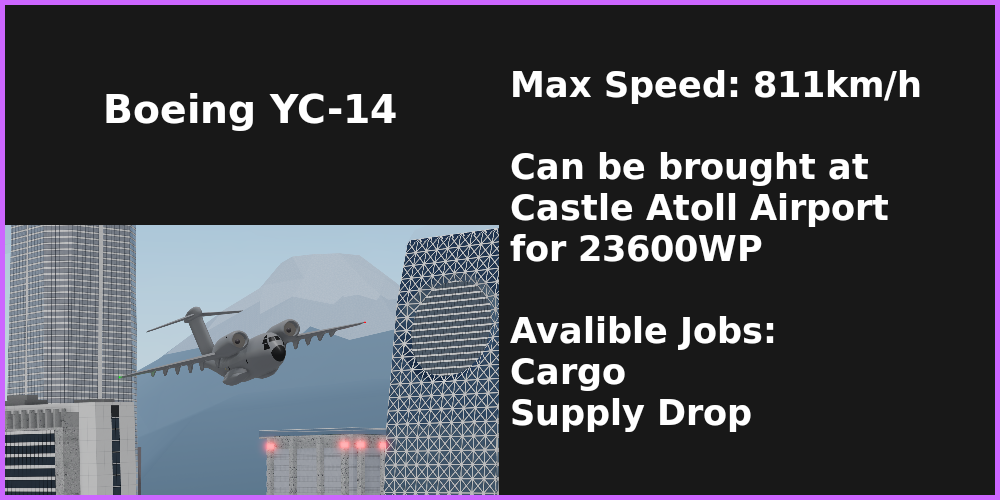 Boeing YC-14
Max Speed: 811km/h
Can be brought at
Castle Atoll Airport
for 23600WP
Avalible Jobs:
Cargo
Supply Drop